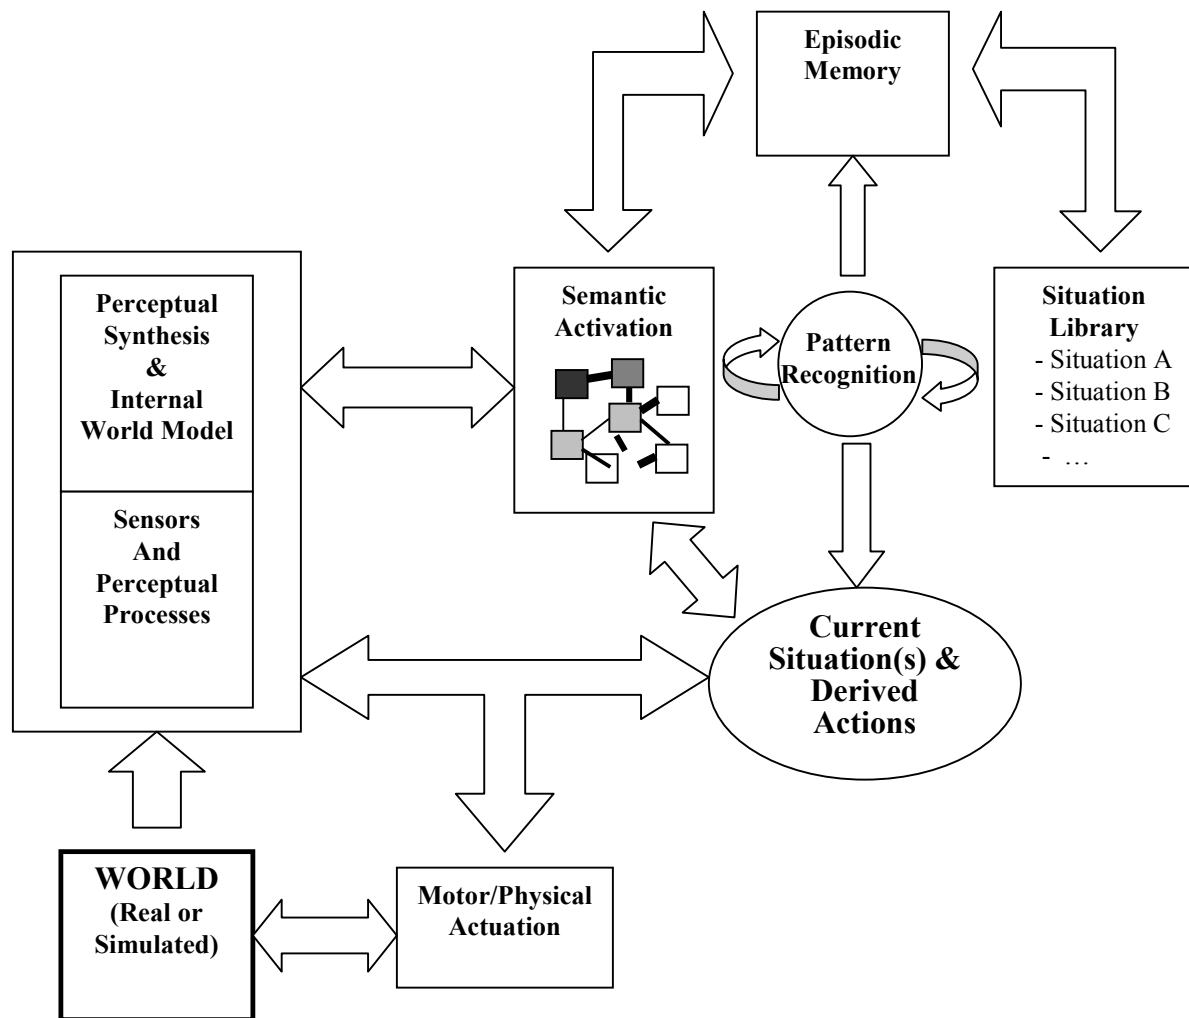 Episodic
Memory
Perceptual
Synthesis
&
Internal
World Model
Sensors
And
Perceptual
Processes
Semantic
Activation
Pattern
Recognition
Situation
Library
- Situation A
- Situation B
- Situation C
- …
Current
Situation(s) &
Derived
Actions
WORLD
(Real or
Simulated)
Motor/Physical
Actuation